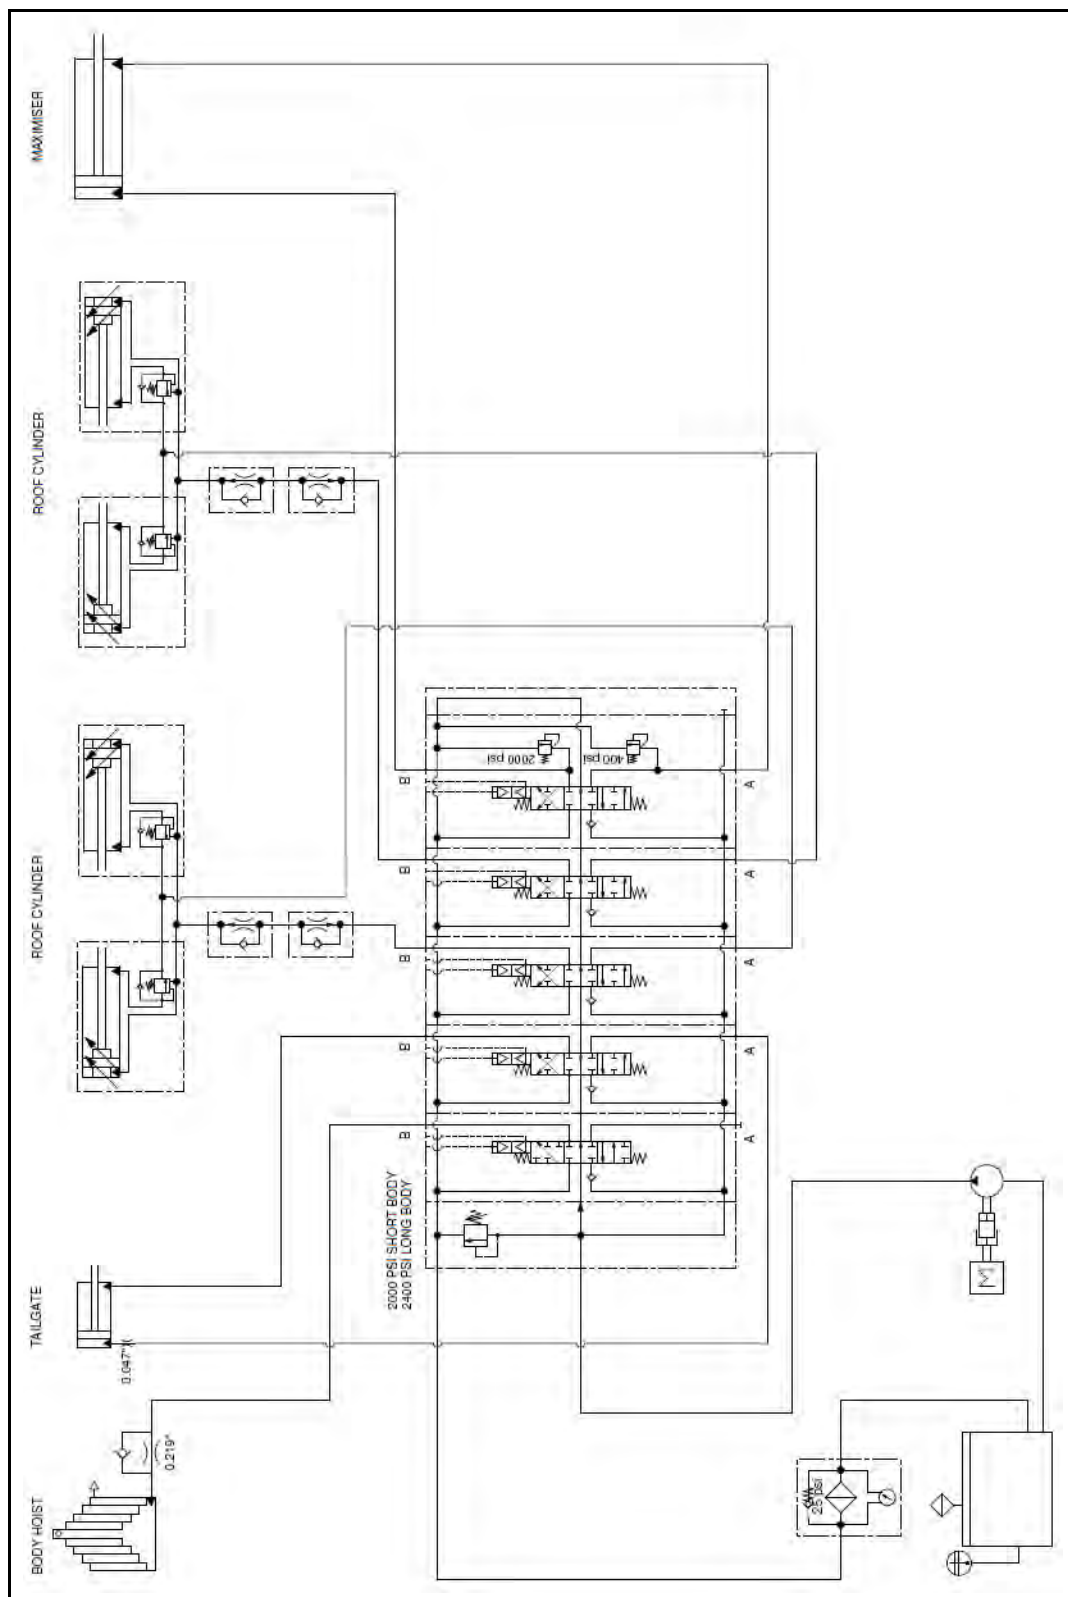 MAXIMISER
ROOF CYLINDER
ROOF CYLINDER
TAILGATE
BODY HOIST
2000 psi
400 psi
B
A
B
A
B
A
B
A
B
A
2000 PSI SHORT BODY
2400 PSI LONG BODY
0.047"
0.219"
25 psi
M